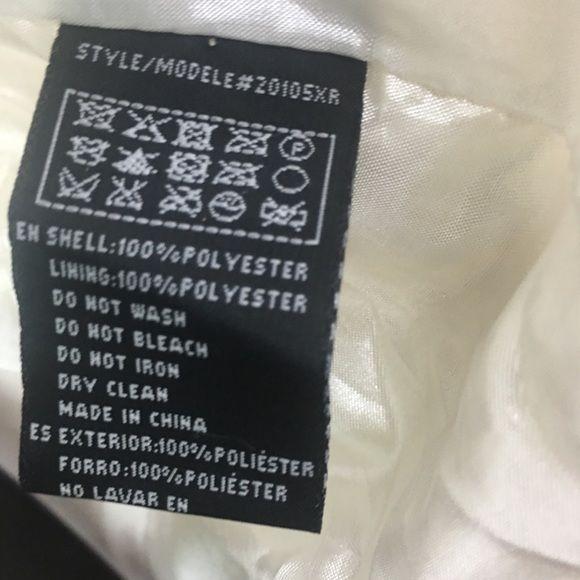 STYLE/MODELE#Z0105XR
P
EN SHELL:100%POLYESTER
LINING:100%POLYESTER
DO NOT WASH
DO NOT BLEACH
DO NOT IRON
DRY CLEAN
MADE IN CHINA
ES EXTERIOR:100%POLIÉSTER
FORRO:100%POLIÉSTER
NO LAVAR EN